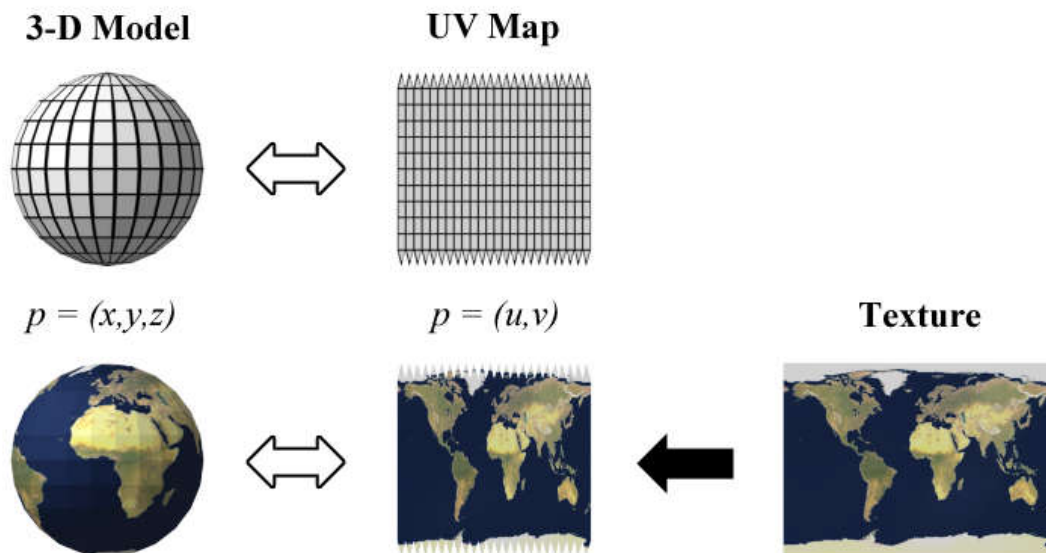 3-D Model
UV Map
p = (x,y,z)
p = (u,v)
Texture